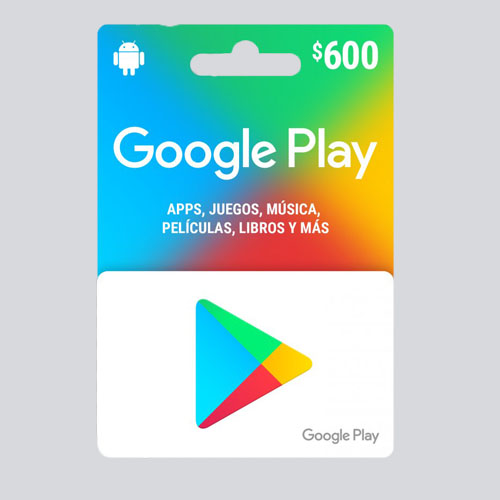 $600
Google Play
APPS, JUEGOS, MÚSICA,
PELÍCULAS, LIBROS Y MÁS
Google Play